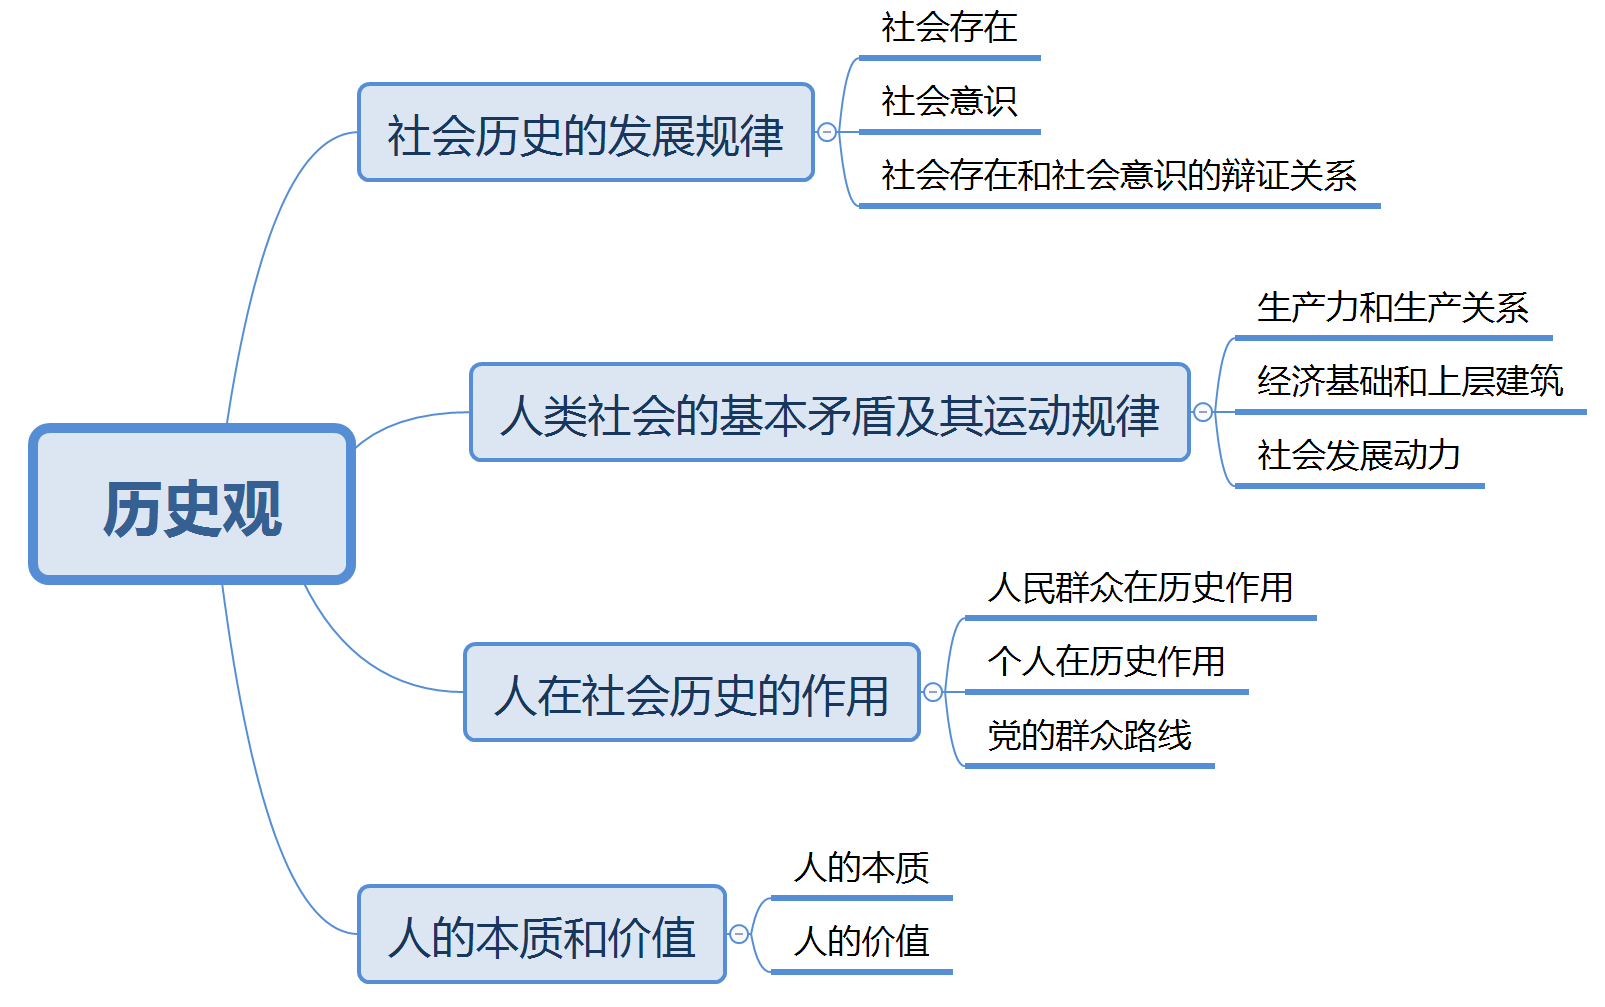 历史观
社会历史的发展规律
社会存在
社会意识
社会存在和社会意识的辩证关系
人类社会的基本矛盾及其运动规律
生产力和生产关系
经济基础和上层建筑
社会发展动力
人在社会历史的作用
人民群众在历史作用
个人在历史作用
党的群众路线
人的本质和价值
人的本质
人的价值